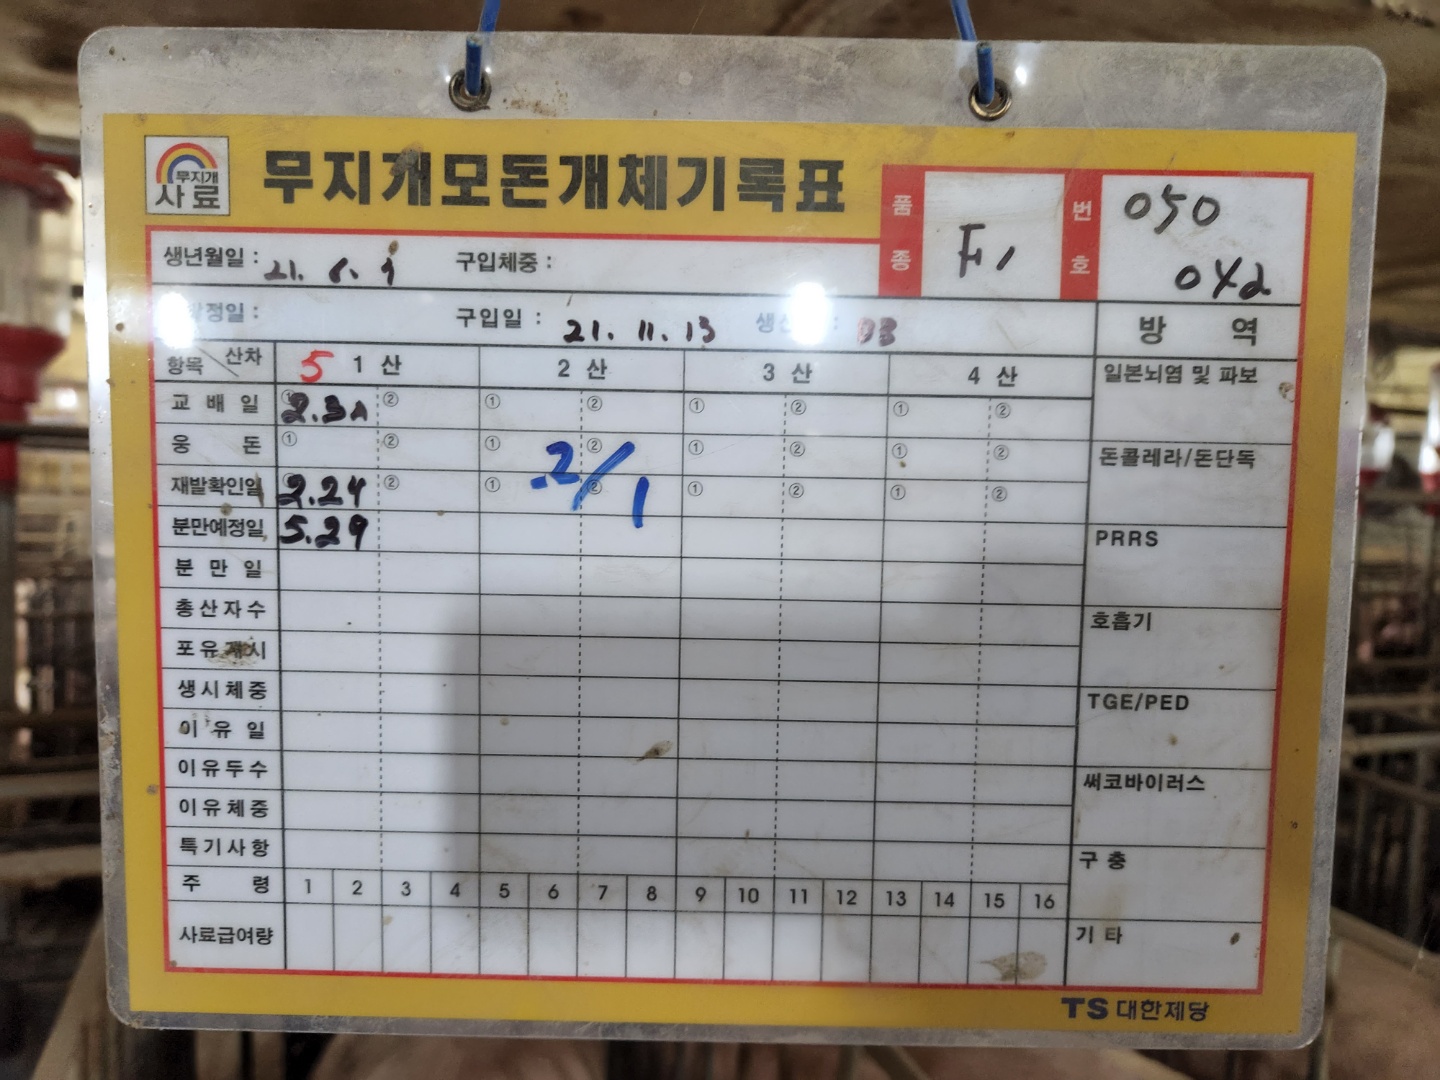 무지개
사료
무지개모돈개체기록표
품종
F1
번호
050
042
생년월일 : 21. 6. 9 구입체중 :
정일 : 구입일 : 21. 11. 13
방 역
항목 산차 5 1 산 2 산 3 산 4 산
일본뇌염 및 파보
교 배 일 ① 2.3 ② ① ② ① ② ① ②
웅 돈 ① ② ① ② ① ② ① ②
돈콜레라/돈단독
재발확인일 2.24 ② ① ② ① ② ① ②
2/1
분만예정일 5.29
PRRS
분 만 일
총산자수
호흡기
포유개시
생시체중
TGE/PED
이 유 일
이유두수
써코바이러스
이유체중
특기사항
구 충
주 령 1 2 3 4 5 6 7 8 9 10 11 12 13 14 15 16
사료급여량
기 타
TS 대한제당